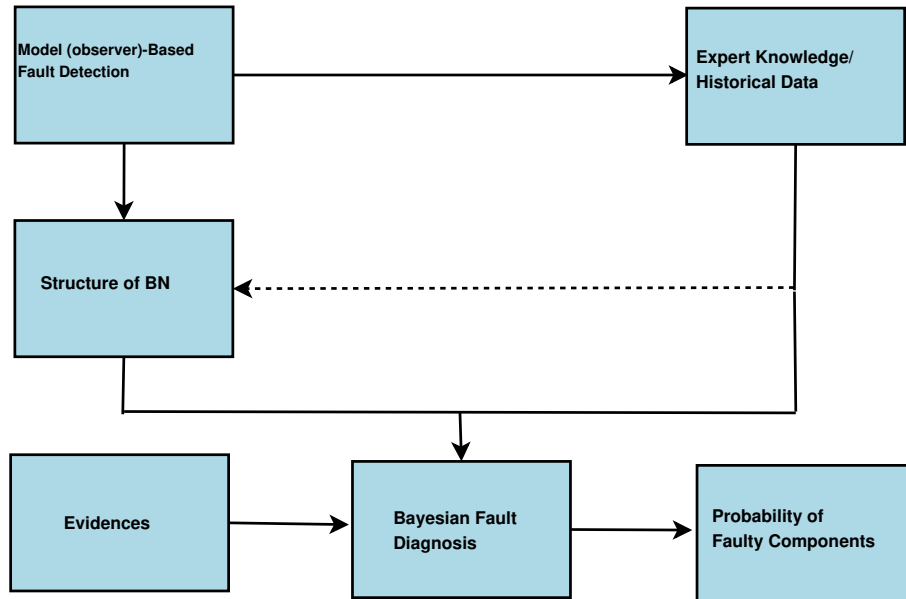 Model (observer)-Based
Fault Detection
Expert Knowledge/
Historical Data
Structure of BN
Evidences
Bayesian Fault
Diagnosis
Probability of
Faulty Components